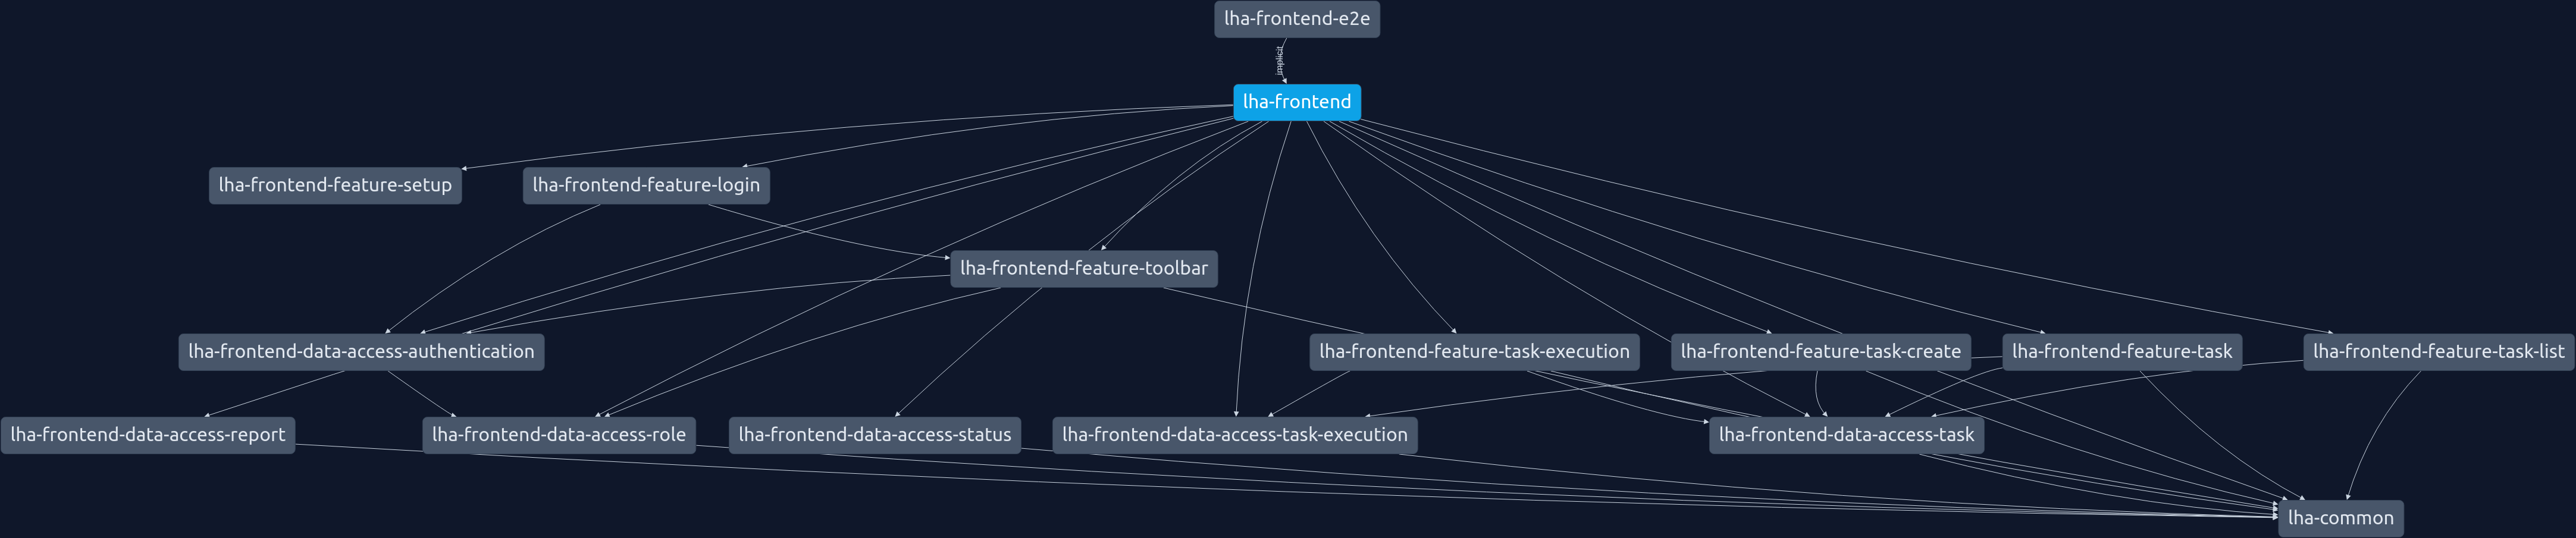 lha-frontend-e2e
implicit
lha-frontend
lha-frontend-feature-setup
lha-frontend-feature-login
lha-frontend-feature-toolbar
lha-frontend-data-access-authentication
lha-frontend-feature-task-execution
lha-frontend-feature-task-create
lha-frontend-feature-task
lha-frontend-feature-task-list
lha-frontend-data-access-report
lha-frontend-data-access-role
lha-frontend-data-access-status
lha-frontend-data-access-task-execution
lha-frontend-data-access-task
lha-common